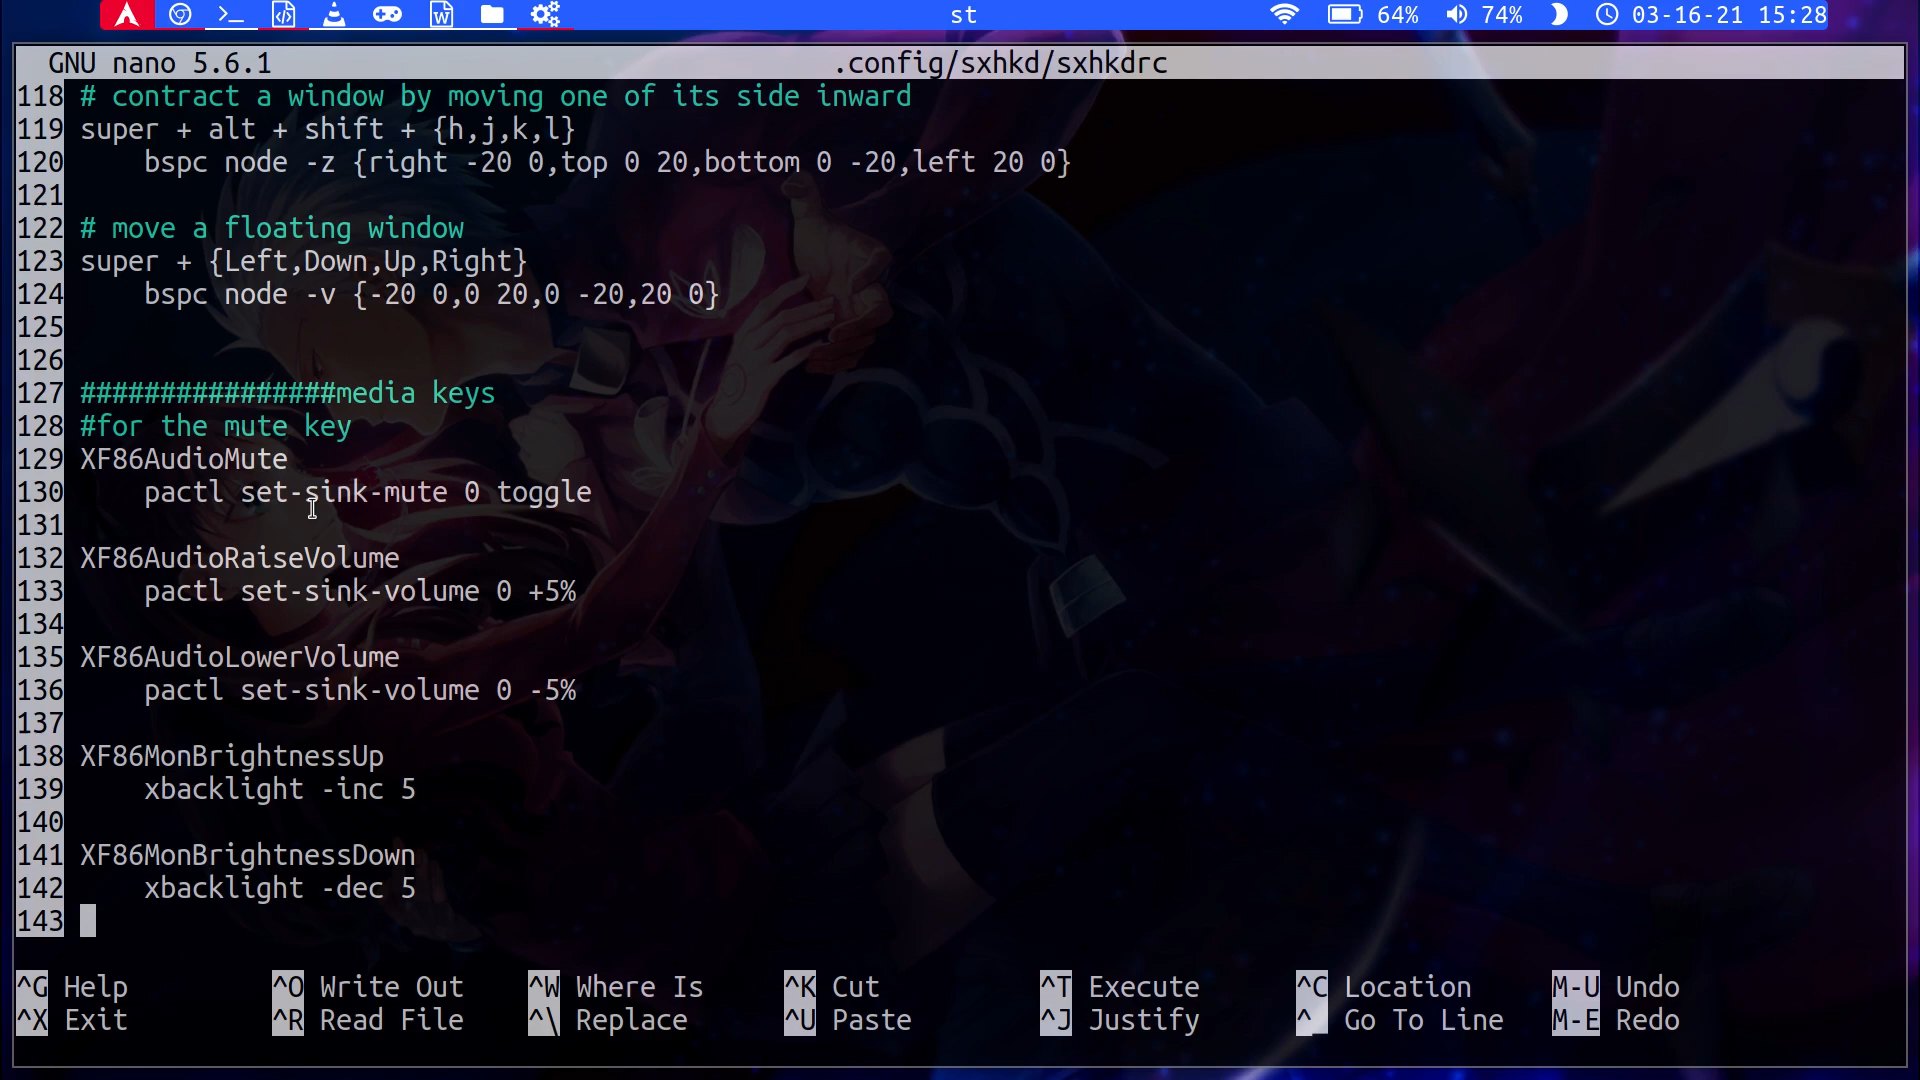 st 64% 74% 03-16-21 15:28
GNU nano 5.6.1 .config/sxhkd/sxhkdrc
118 # contract a window by moving one of its side inward
119 super + alt + shift + {h,j,k,l}
120     bspc node -z {right -20 0,top 0 20,bottom 0 -20,left 20 0}
121
122 # move a floating window
123 super + {Left,Down,Up,Right}
124     bspc node -v {-20 0,0 20,0 -20,20 0}
125
126
127 ################media keys
128 #for the mute key
129 XF86AudioMute
130     pactl set-sink-mute 0 toggle
131
132 XF86AudioRaiseVolume
133     pactl set-sink-volume 0 +5%
134
135 XF86AudioLowerVolume
136     pactl set-sink-volume 0 -5%
137
138 XF86MonBrightnessUp
139     xbacklight -inc 5
140
141 XF86MonBrightnessDown
142     xbacklight -dec 5
143
^G Help ^O Write Out ^W Where Is ^K Cut ^T Execute ^C Location M-U Undo
^X Exit ^R Read File ^\ Replace ^U Paste ^J Justify ^_ Go To Line M-E Redo